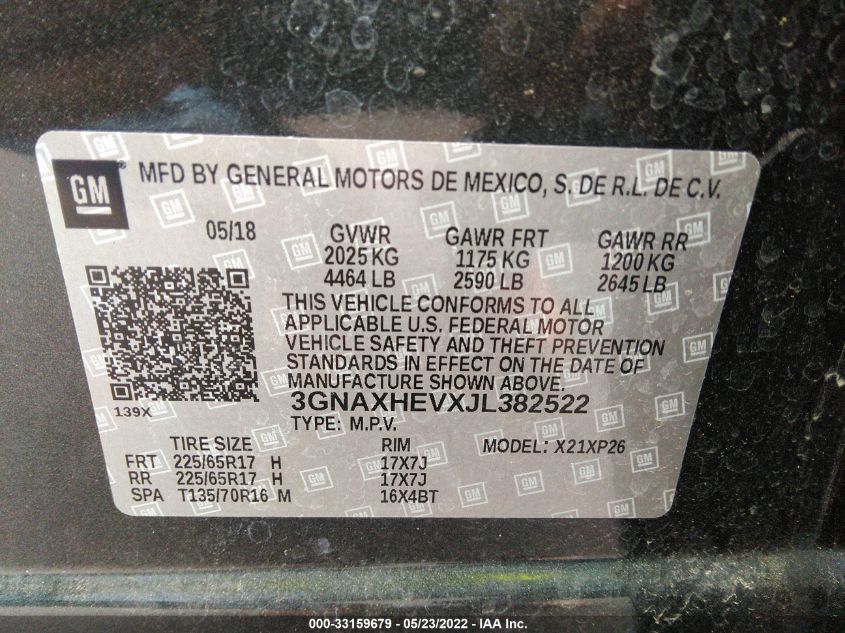 GM
MFD BY GENERAL MOTORS DE MEXICO, S. DE R.L. DE C.V.
05/18 GVWR GAWR FRT GAWR RR
2025 KG 1175 KG 1200 KG
4464 LB 2590 LB 2645 LB
THIS VEHICLE CONFORMS TO ALL
APPLICABLE U.S. FEDERAL MOTOR
VEHICLE SAFETY AND THEFT PREVENTION
STANDARDS IN EFFECT ON THE DATE OF
MANUFACTURE SHOWN ABOVE.
139X 3GNAXHEVXJL382522
TYPE: M.P.V.
TIRE SIZE RIM MODEL: X21XP26
FRT 225/65R17 H 17X7J
RR 225/65R17 H 17X7J
SPA T135/70R16 M 16X4BT
000-33159679 - 05/23/2022 - IAAI Inc.